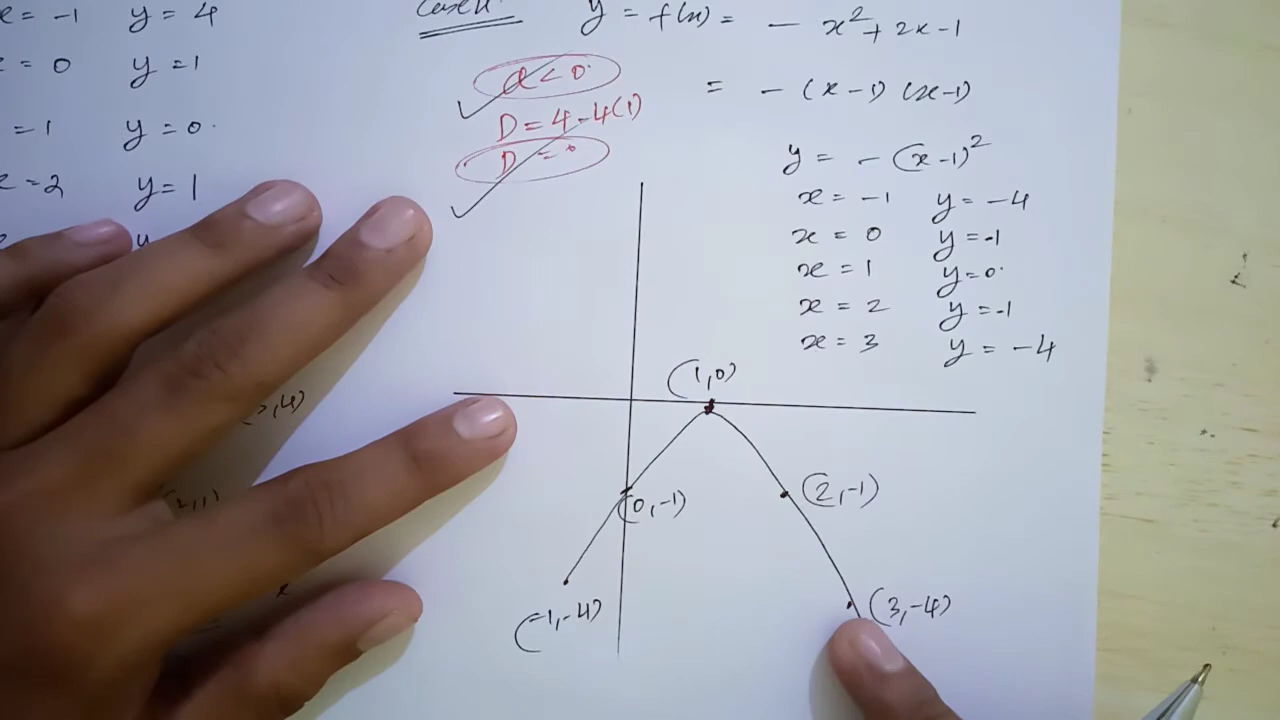 x = -1 y = 4
= 0 y = 1
= 1 y = 0
x = 2 y = 1
y = f(x) = - x² + 2x - 1
= - (x-1) (x-1)
y = - (x-1)²
a < 0
D = 4 - 4(1)
D = 0
x = -1 y = -4
x = 0 y = -1
x = 1 y = 0
x = 2 y = -1
x = 3 y = -4
(1,0)
(0,-1)
(2,-1)
(-1,-4)
(3,-4)
,4)